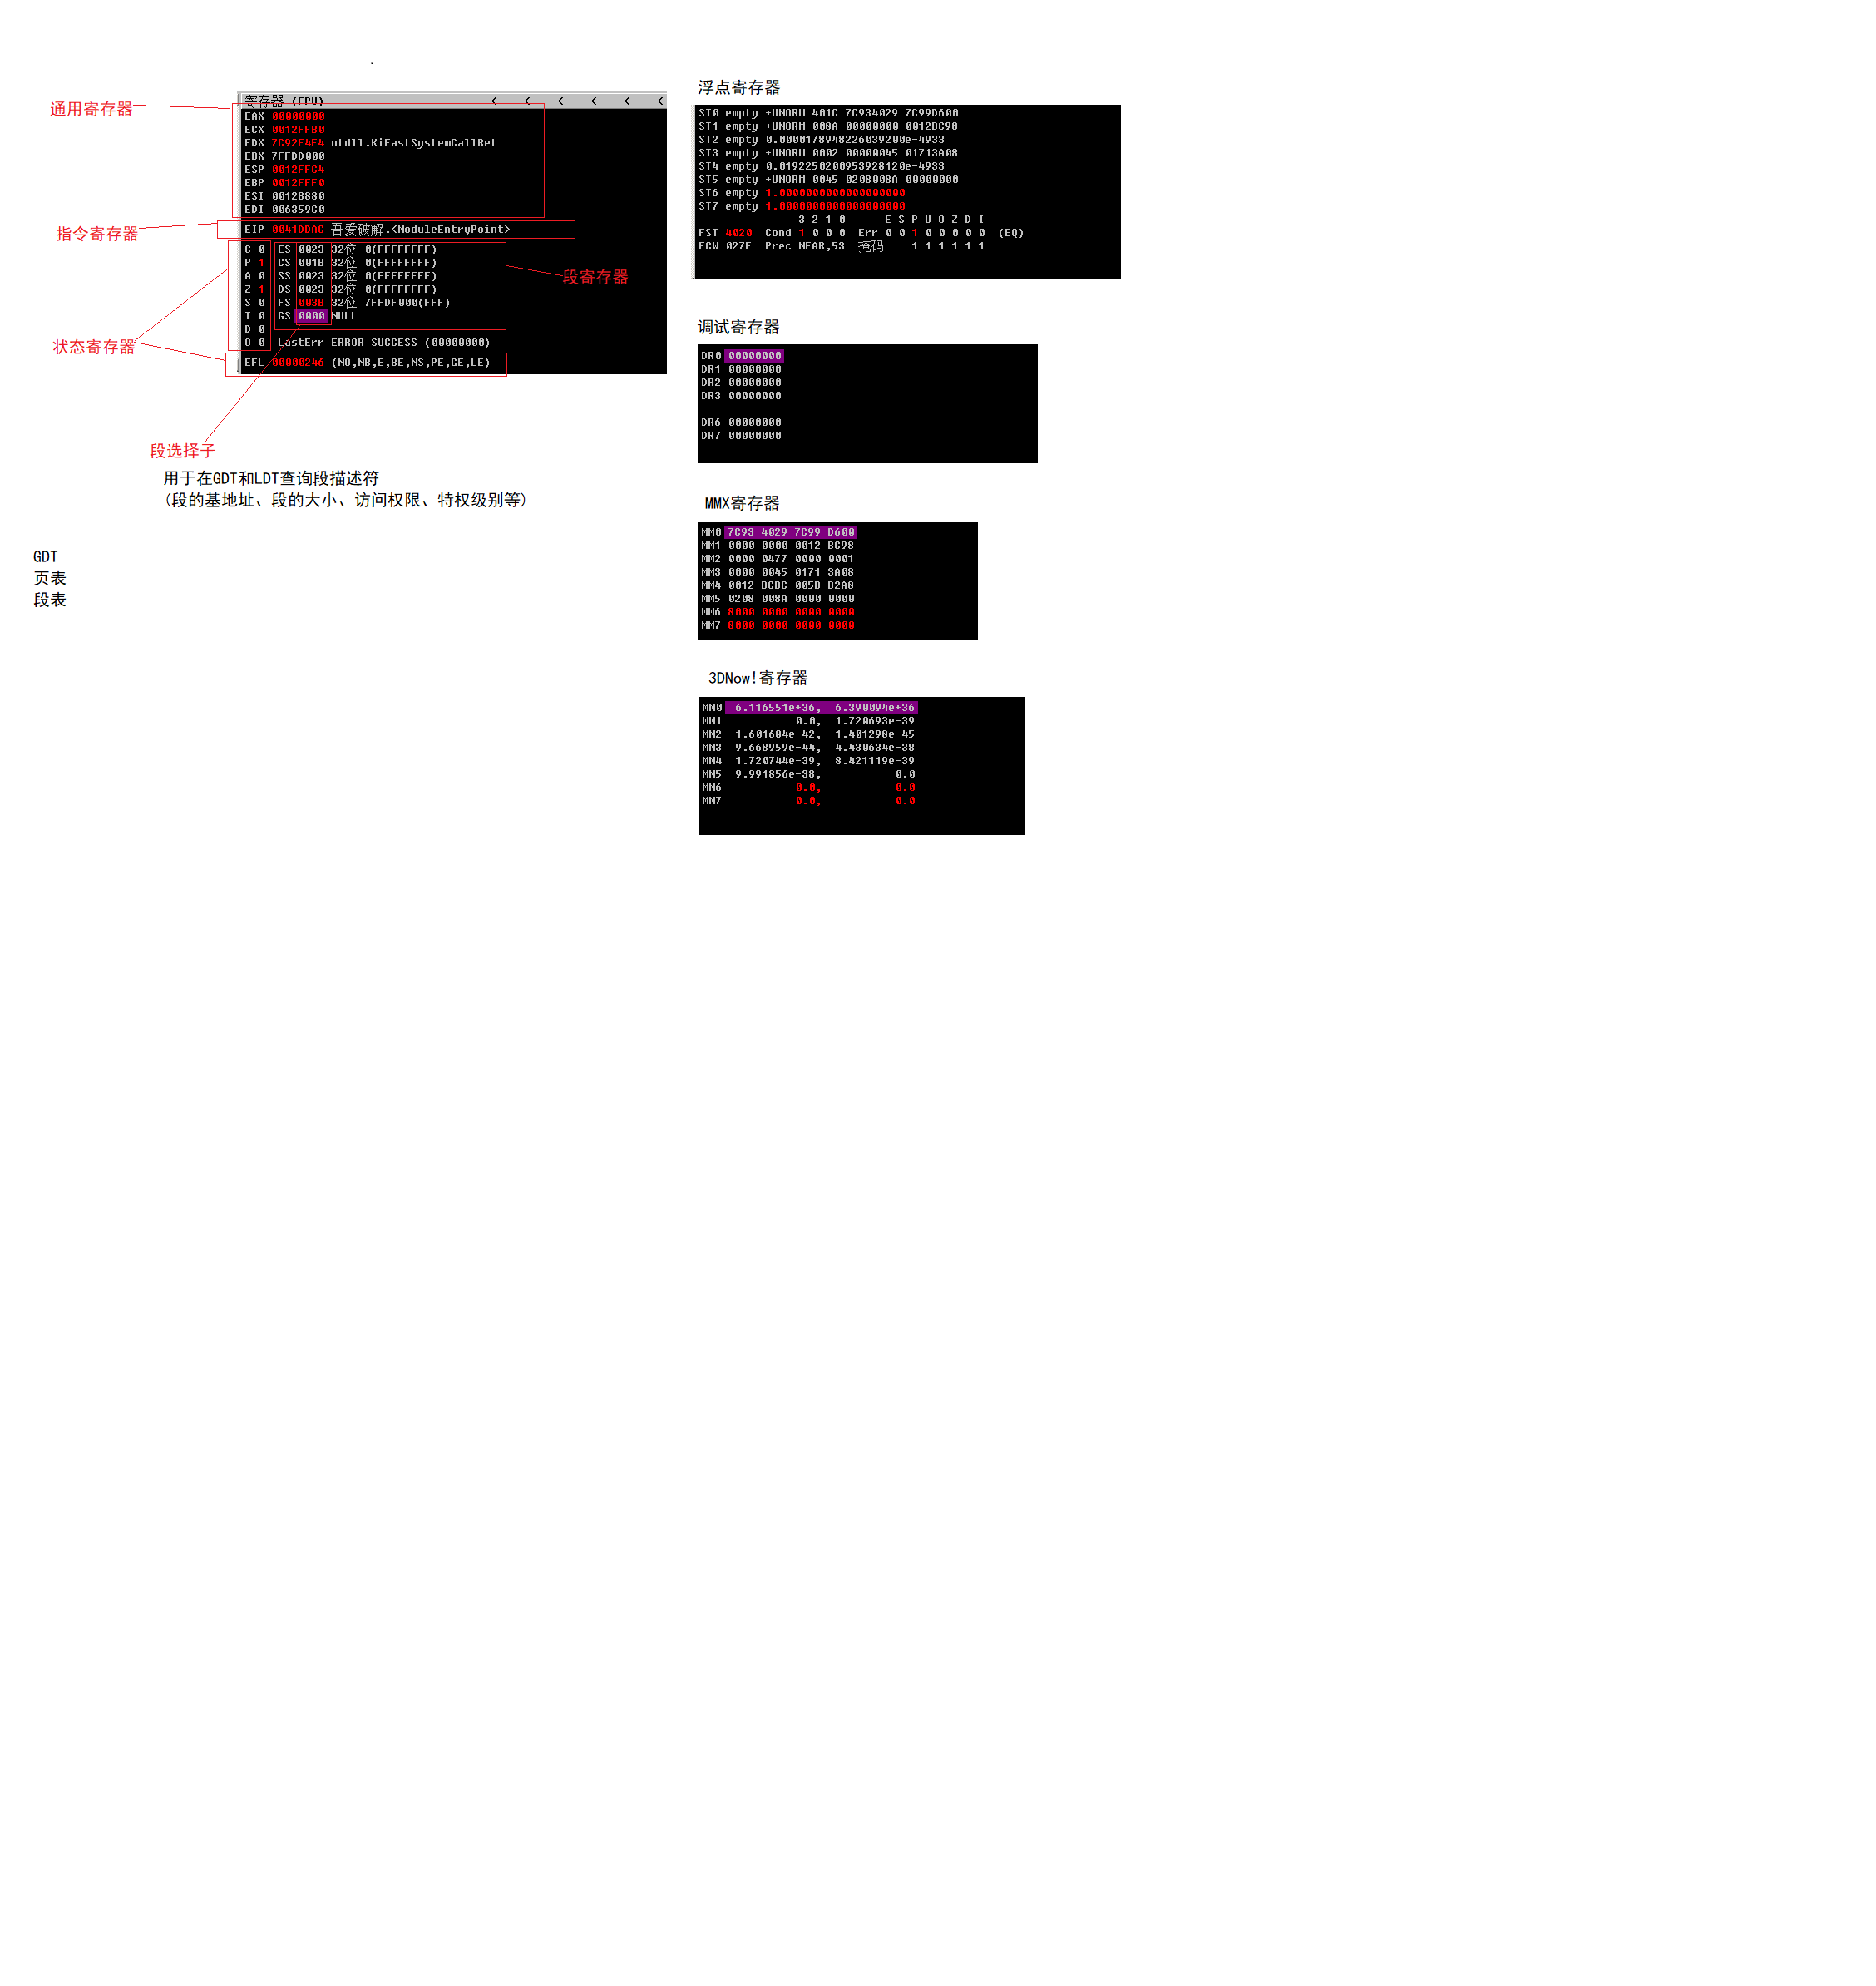 通用寄存器
寄存器 (FPU) < < < < < <
EAX 00000000
ECX 0012FFB0
EDX 7C92E4F4 ntdll.KiFastSystemCallRet
EBX 7FFDD000
ESP 0012FFC4
EBP 0012FFF0
ESI 0012B880
EDI 006359C0
指令寄存器
EIP 0041DDAC 吾爱破解.<ModuleEntryPoint>
C 0 ES 0023 32位 0(FFFFFFFF)
P 1 CS 001B 32位 0(FFFFFFFF)
A 0 SS 0023 32位 0(FFFFFFFF)
Z 1 DS 0023 32位 0(FFFFFFFF)
S 0 FS 003B 32位 7FFDF000(FFF)
T 0 GS 0000 NULL
D 0
O 0 LastErr ERROR_SUCCESS (00000000)
EFL 00000246 (NO,NB,E,BE,NS,PE,GE,LE)
段寄存器
状态寄存器
段选择子
用于在GDT和LDT查询段描述符
(段的基地址、段的大小、访问权限、特权级别等)
GDT
页表
段表
浮点寄存器
ST0 empty +UNORM 401C 7C934029 7C99D600
ST1 empty +UNORM 008A 00000000 0012BC98
ST2 empty 0.0000178948226039200e-4933
ST3 empty +UNORM 0002 00000045 01713A08
ST4 empty 0.0192250200953928120e-4933
ST5 empty +UNORM 0045 0208008A 00000000
ST6 empty 1.0000000000000000000
ST7 empty 1.0000000000000000000
3 2 1 0 E S P U O Z D I
FST 4020 Cond 1 0 0 0 Err 0 0 1 0 0 0 0 0 (EQ)
FCW 027F Prec NEAR,53 掩码 1 1 1 1 1 1
调试寄存器
DR0 00000000
DR1 00000000
DR2 00000000
DR3 00000000
DR6 00000000
DR7 00000000
MMX寄存器
MM0 7C93 4029 7C99 D600
MM1 0000 0000 0012 BC98
MM2 0000 0477 0000 0001
MM3 0000 0045 0171 3A08
MM4 0012 BCBC 005B B2A8
MM5 0208 008A 0000 0000
MM6 8000 0000 0000 0000
MM7 8000 0000 0000 0000
3DNow!寄存器
MM0 6.116551e+36, 6.390094e+36
MM1 0.0, 1.720693e-39
MM2 1.601684e-42, 1.401298e-45
MM3 9.668959e-44, 4.430634e-38
MM4 1.720744e-39, 8.421119e-39
MM5 9.991856e-38, 0.0
MM6 0.0, 0.0
MM7 0.0, 0.0